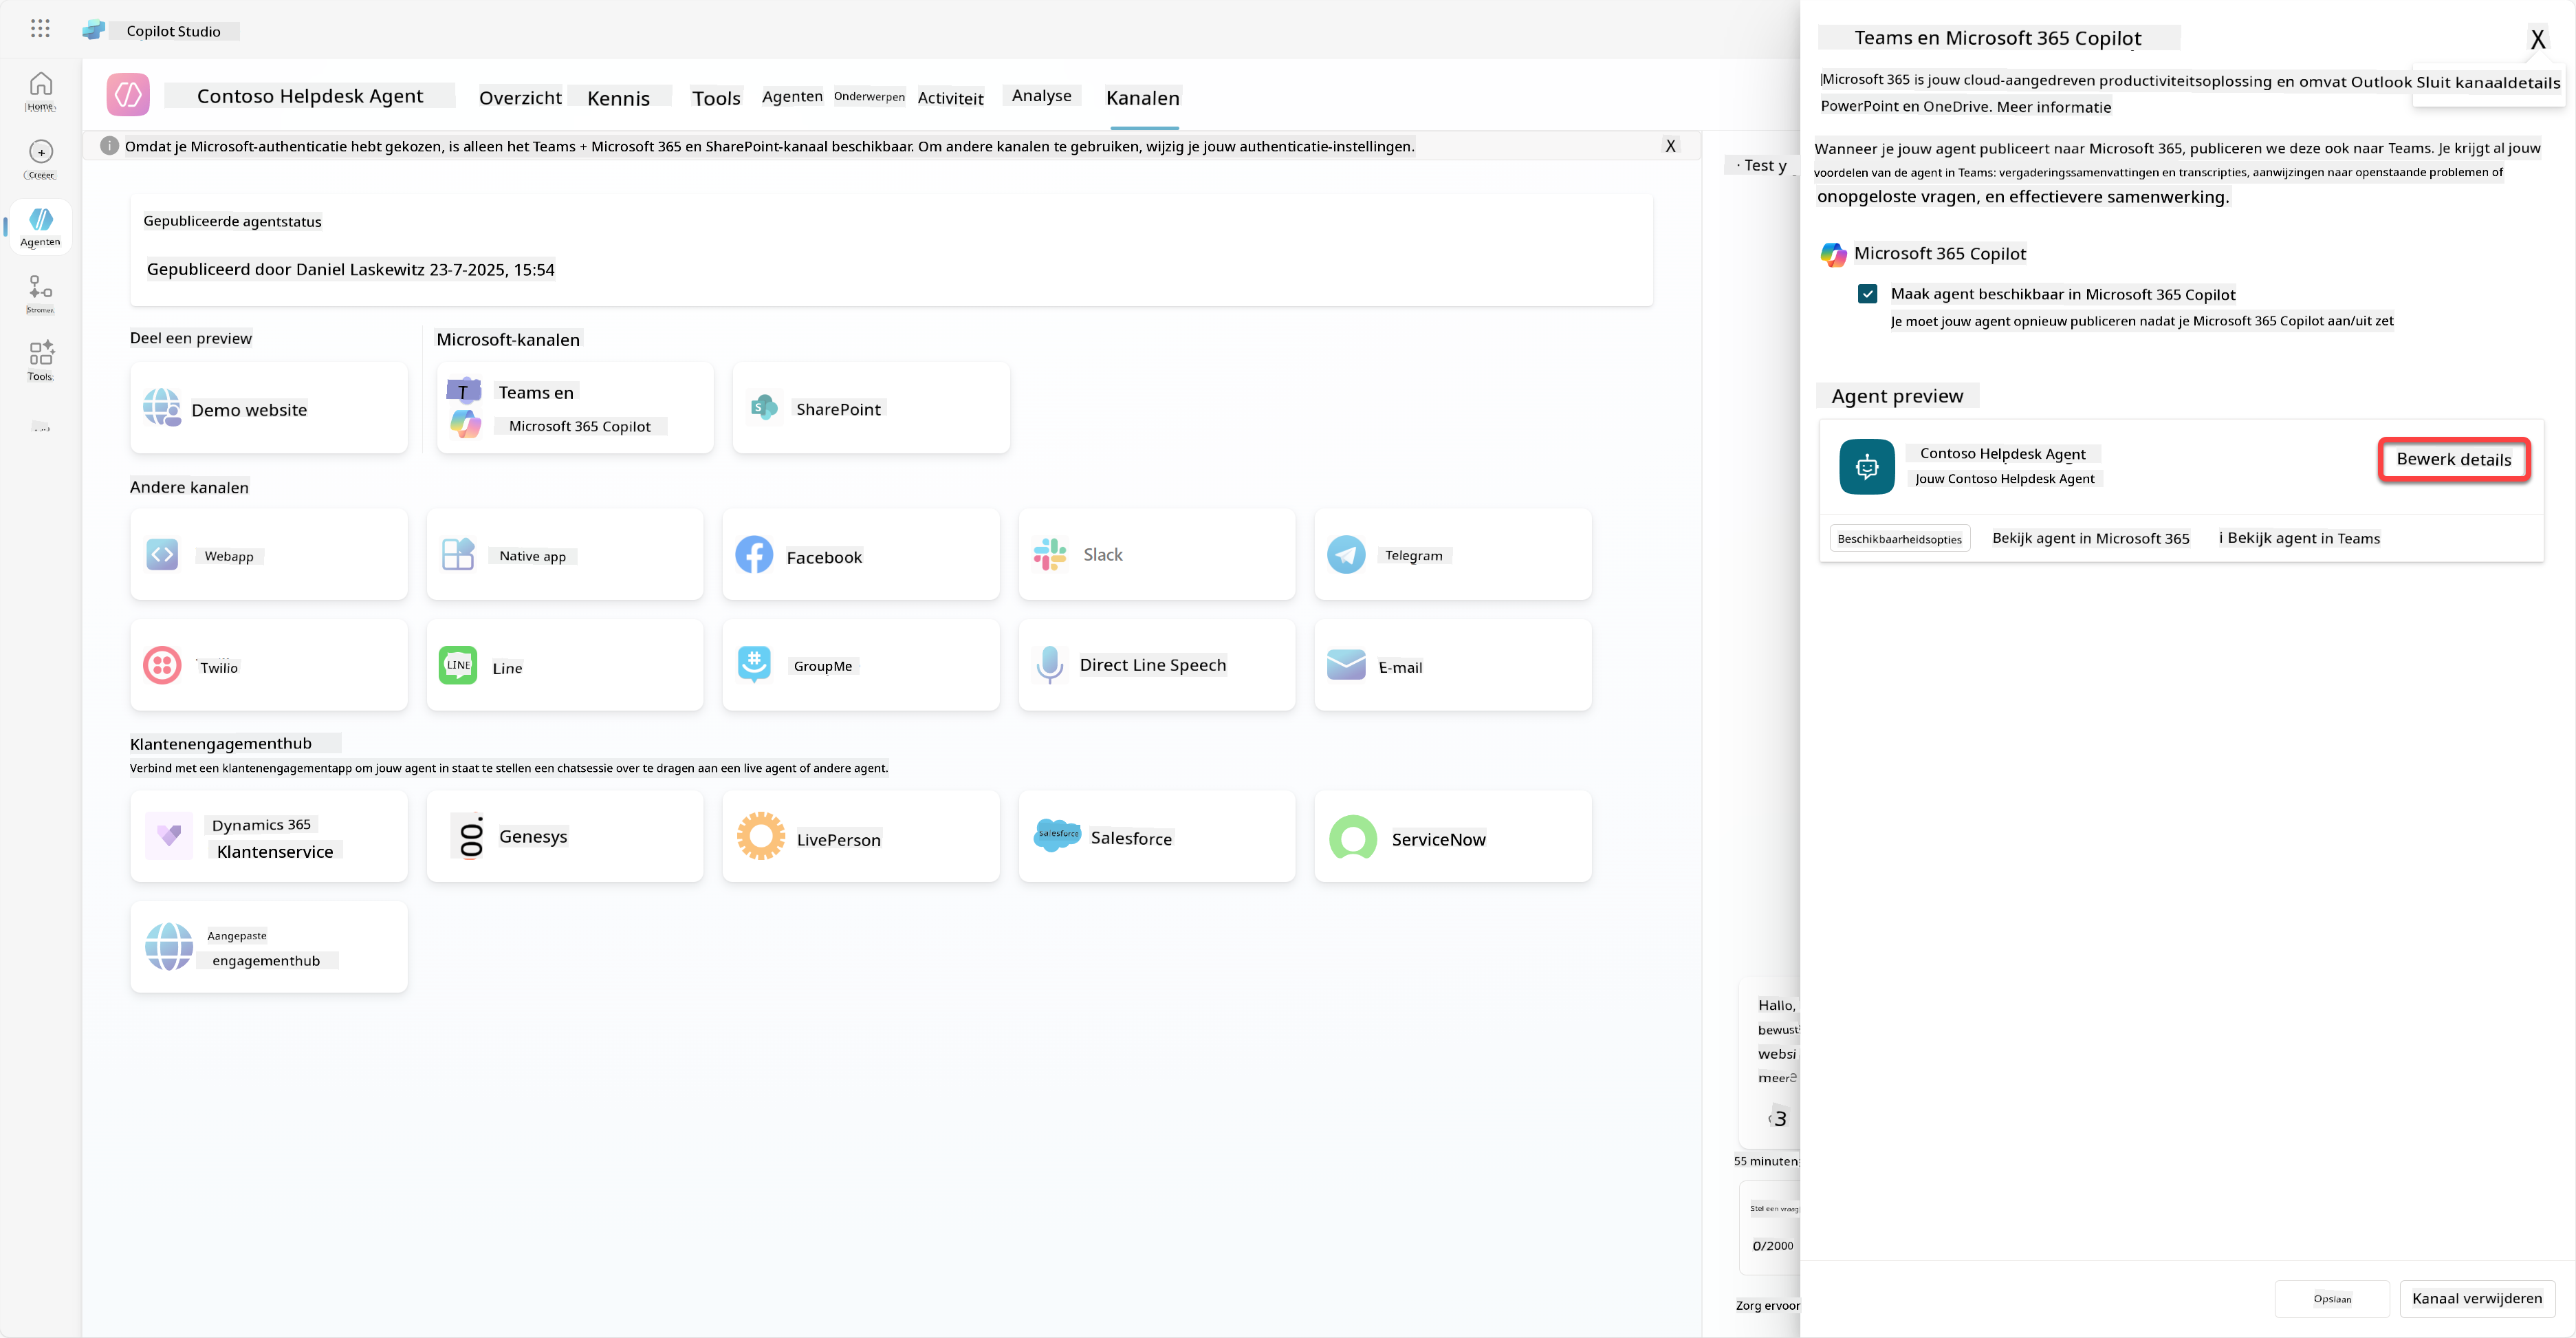 Copilot Studio
Home
Creëer
Agenten
Stromen
Tools
Contoso Helpdesk Agent
Overzicht
Kennis
Tools
Agenten
Onderwerpen
Activiteit
Analyse
Kanalen
Omdat je Microsoft-authenticatie hebt gekozen, is alleen het Teams + Microsoft 365 en SharePoint-kanaal beschikbaar. Om andere kanalen te gebruiken, wijzig je jouw authenticatie-instellingen.
X
Gepubliceerde agentstatus
Gepubliceerd door Daniel Laskewitz 23-7-2025, 15:54
Deel een preview
Microsoft-kanalen
Demo website
T
Teams en
Microsoft 365 Copilot
S
SharePoint
Andere kanalen
Webapp
Native app
Facebook
Slack
Telegram
Twilio
LINE
Line
GroupMe
Direct Line Speech
E-mail
Klantenengagementhub
Verbind met een klantenengagementapp om jouw agent in staat te stellen een chatsessie over te dragen aan een live agent of andere agent.
Dynamics 365
Klantenservice
Genesys
LivePerson
salesforce
Salesforce
ServiceNow
Aangepaste
engagementhub
· Test y
Hallo,
bewust
websi
meer
3
55 minuten
Stel een vraag
0/2000
Zorg ervoor
Teams en Microsoft 365 Copilot
X
Microsoft 365 is jouw cloud-aangedreven productiviteitsoplossing en omvat Outlook
Sluit kanaaldetails
PowerPoint en OneDrive. Meer informatie
Wanneer je jouw agent publiceert naar Microsoft 365, publiceren we deze ook naar Teams. Je krijgt al jouw
voordelen van de agent in Teams: vergaderingssamenvattingen en transcripties, aanwijzingen naar openstaande problemen of
onopgeloste vragen, en effectievere samenwerking.
Microsoft 365 Copilot
Maak agent beschikbaar in Microsoft 365 Copilot
Je moet jouw agent opnieuw publiceren nadat je Microsoft 365 Copilot aan/uit zet
Agent preview
Contoso Helpdesk Agent
Jouw Contoso Helpdesk Agent
Bewerk details
Beschikbaarheidsopties
Bekijk agent in Microsoft 365
i Bekijk agent in Teams
Opslaan
Kanaal verwijderen